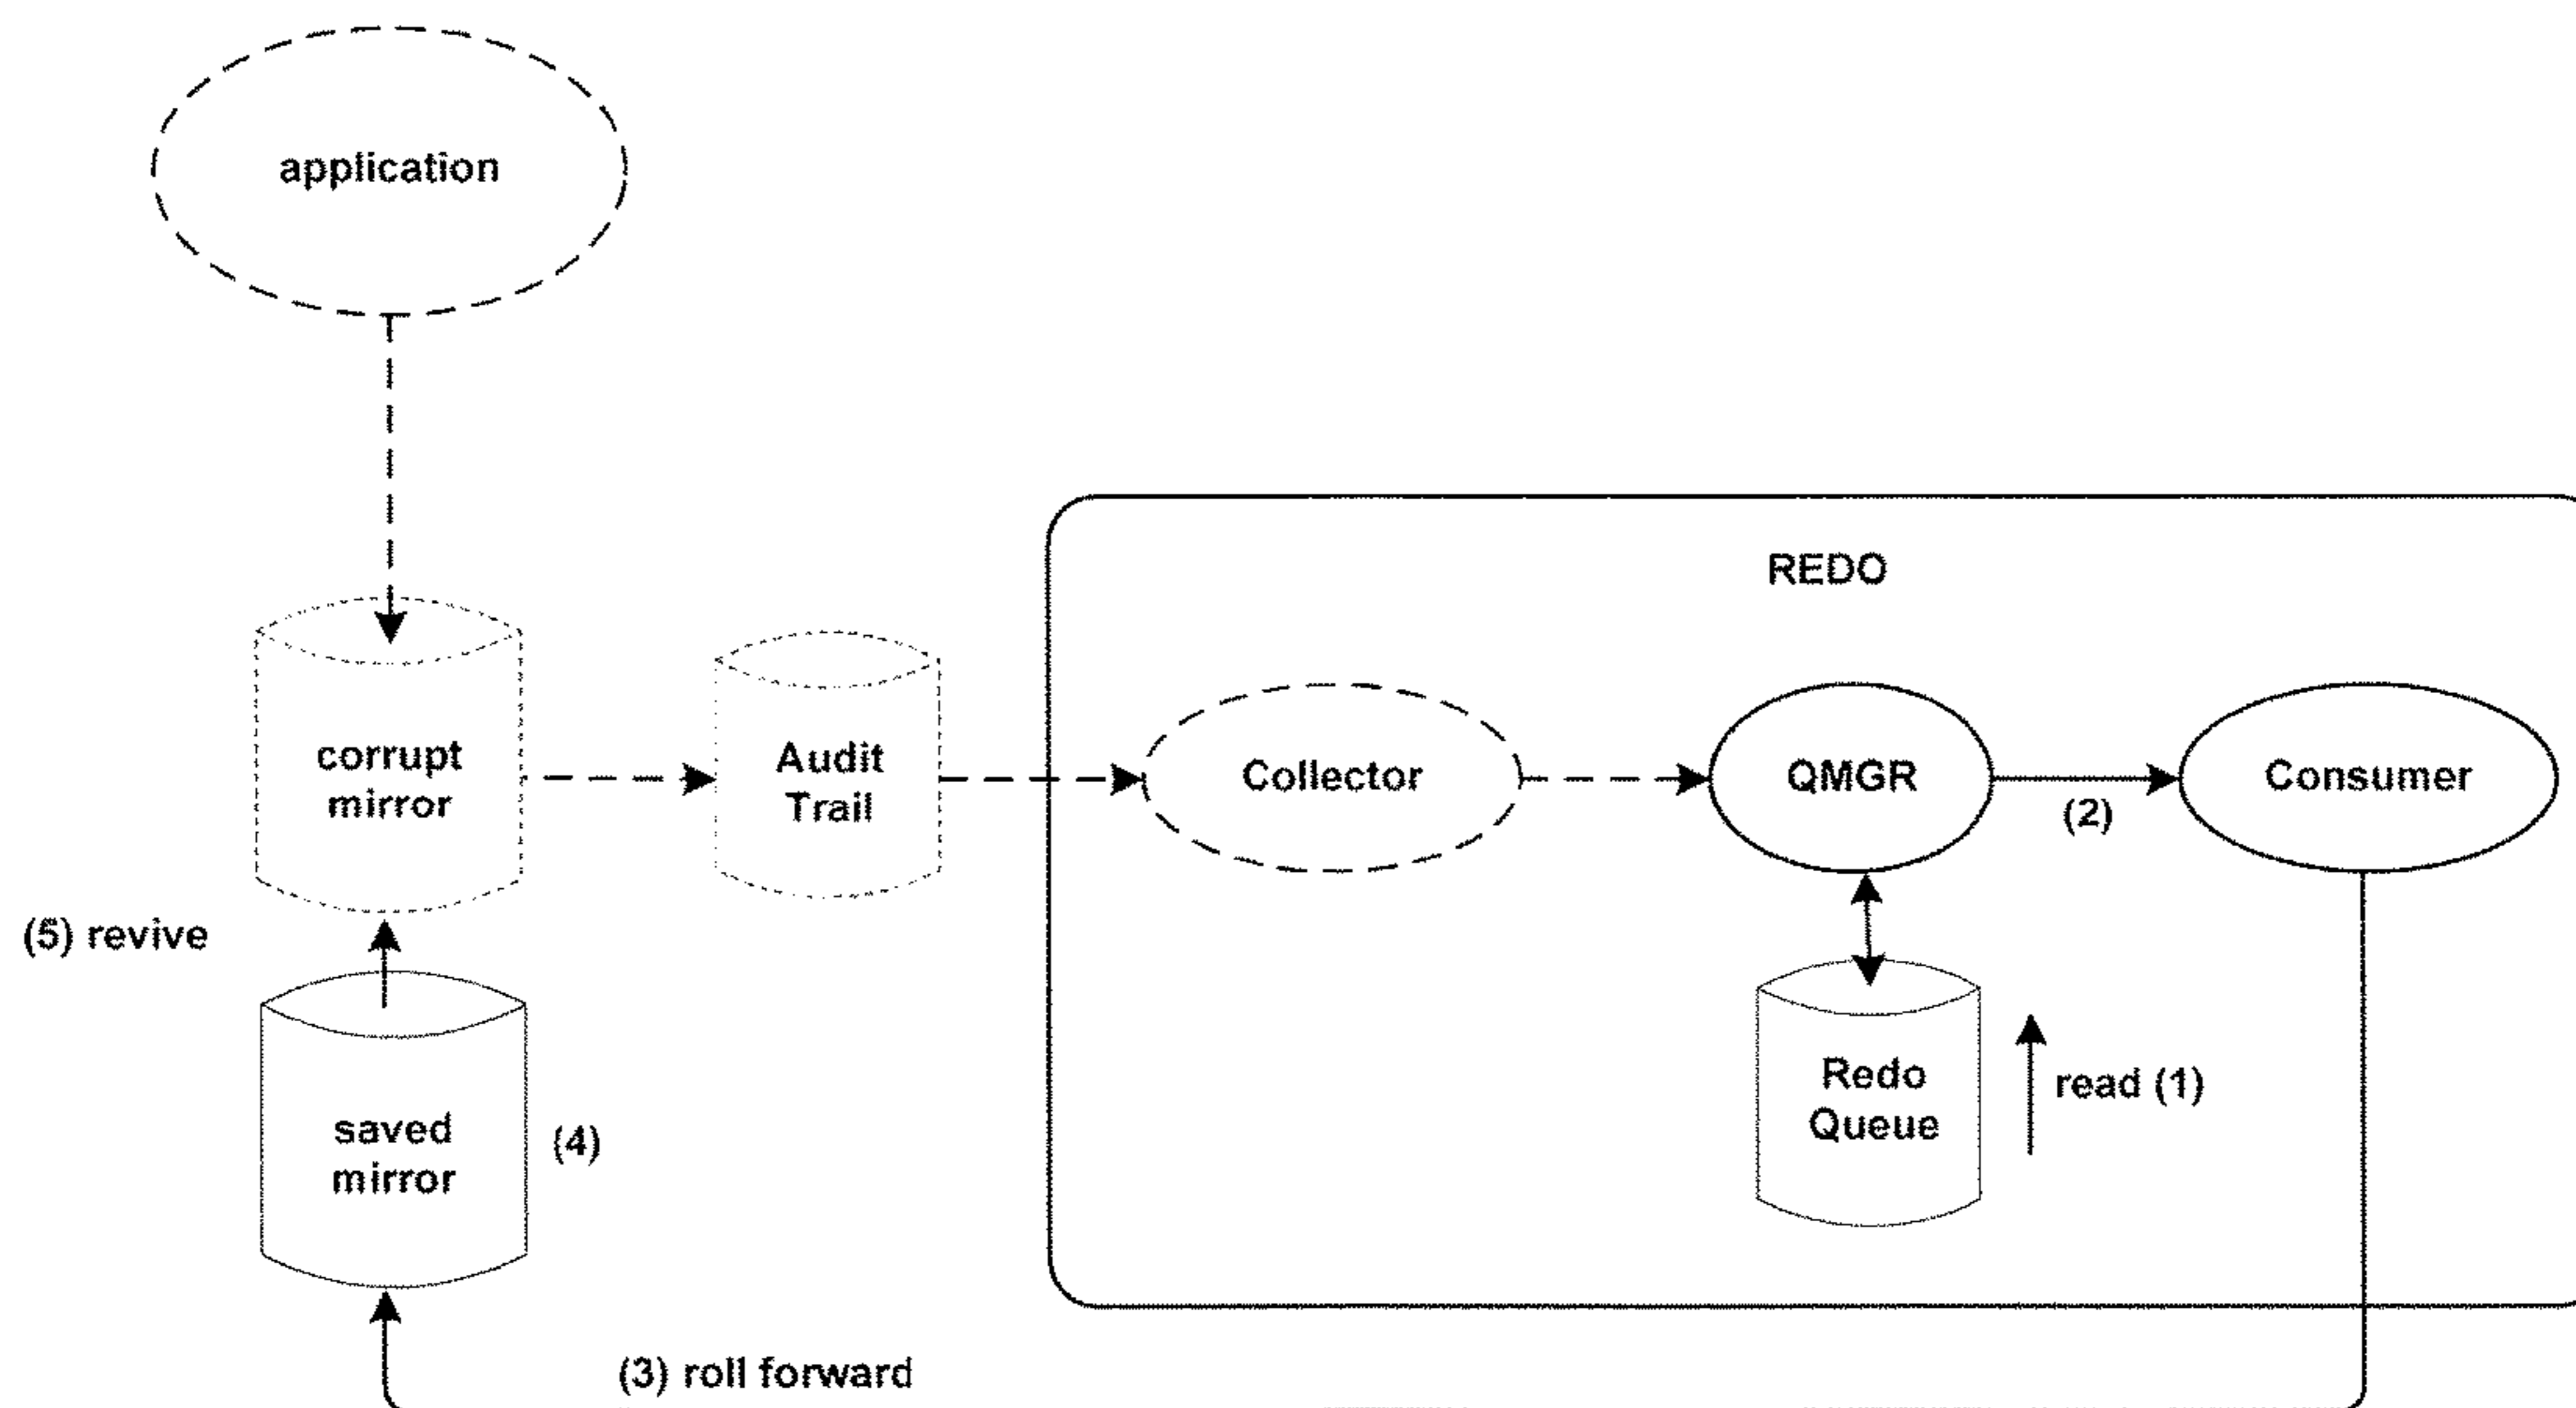 application
REDO
corrupt
mirror
Audit
Trail
Collector
QMGR
(2)
Consumer
(5) revive
saved
mirror
(4)
Redo
Queue
read (1)
(3) roll forward